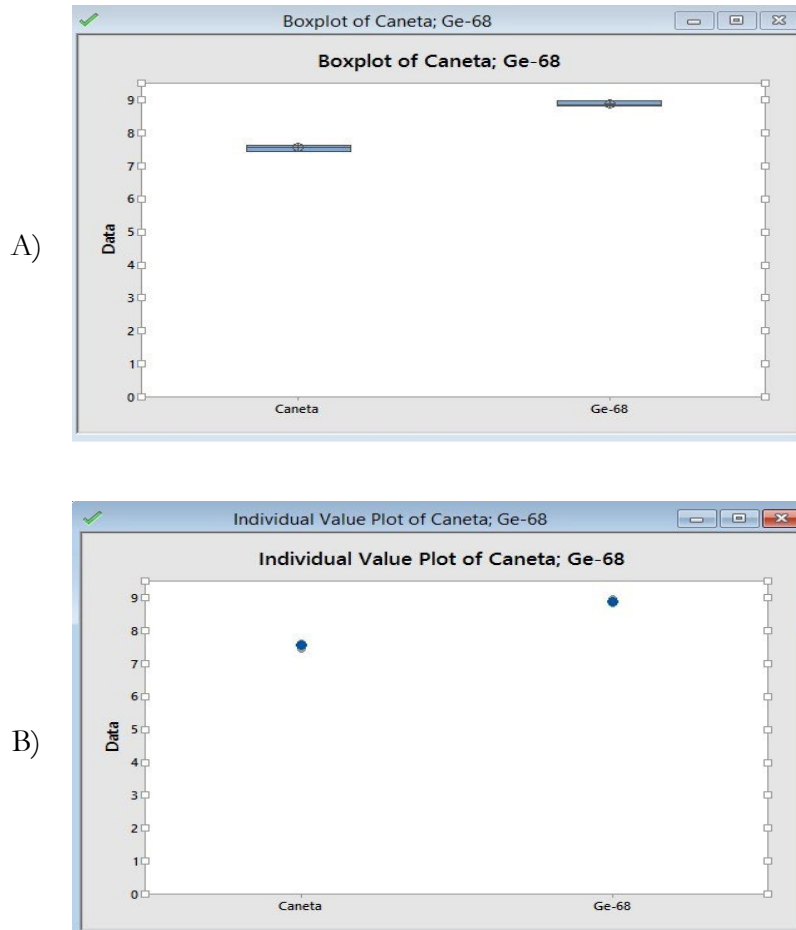 Boxplot of Caneta; Ge-68
Boxplot of Caneta; Ge-68
9
8
7
6
A)
Data
5
4
3
2
1
0
Caneta Ge-68
Individual Value Plot of Caneta; Ge-68
Individual Value Plot of Caneta; Ge-68
9
8
7
6
B)
Data
5
4
3
2
1
0
Caneta Ge-68